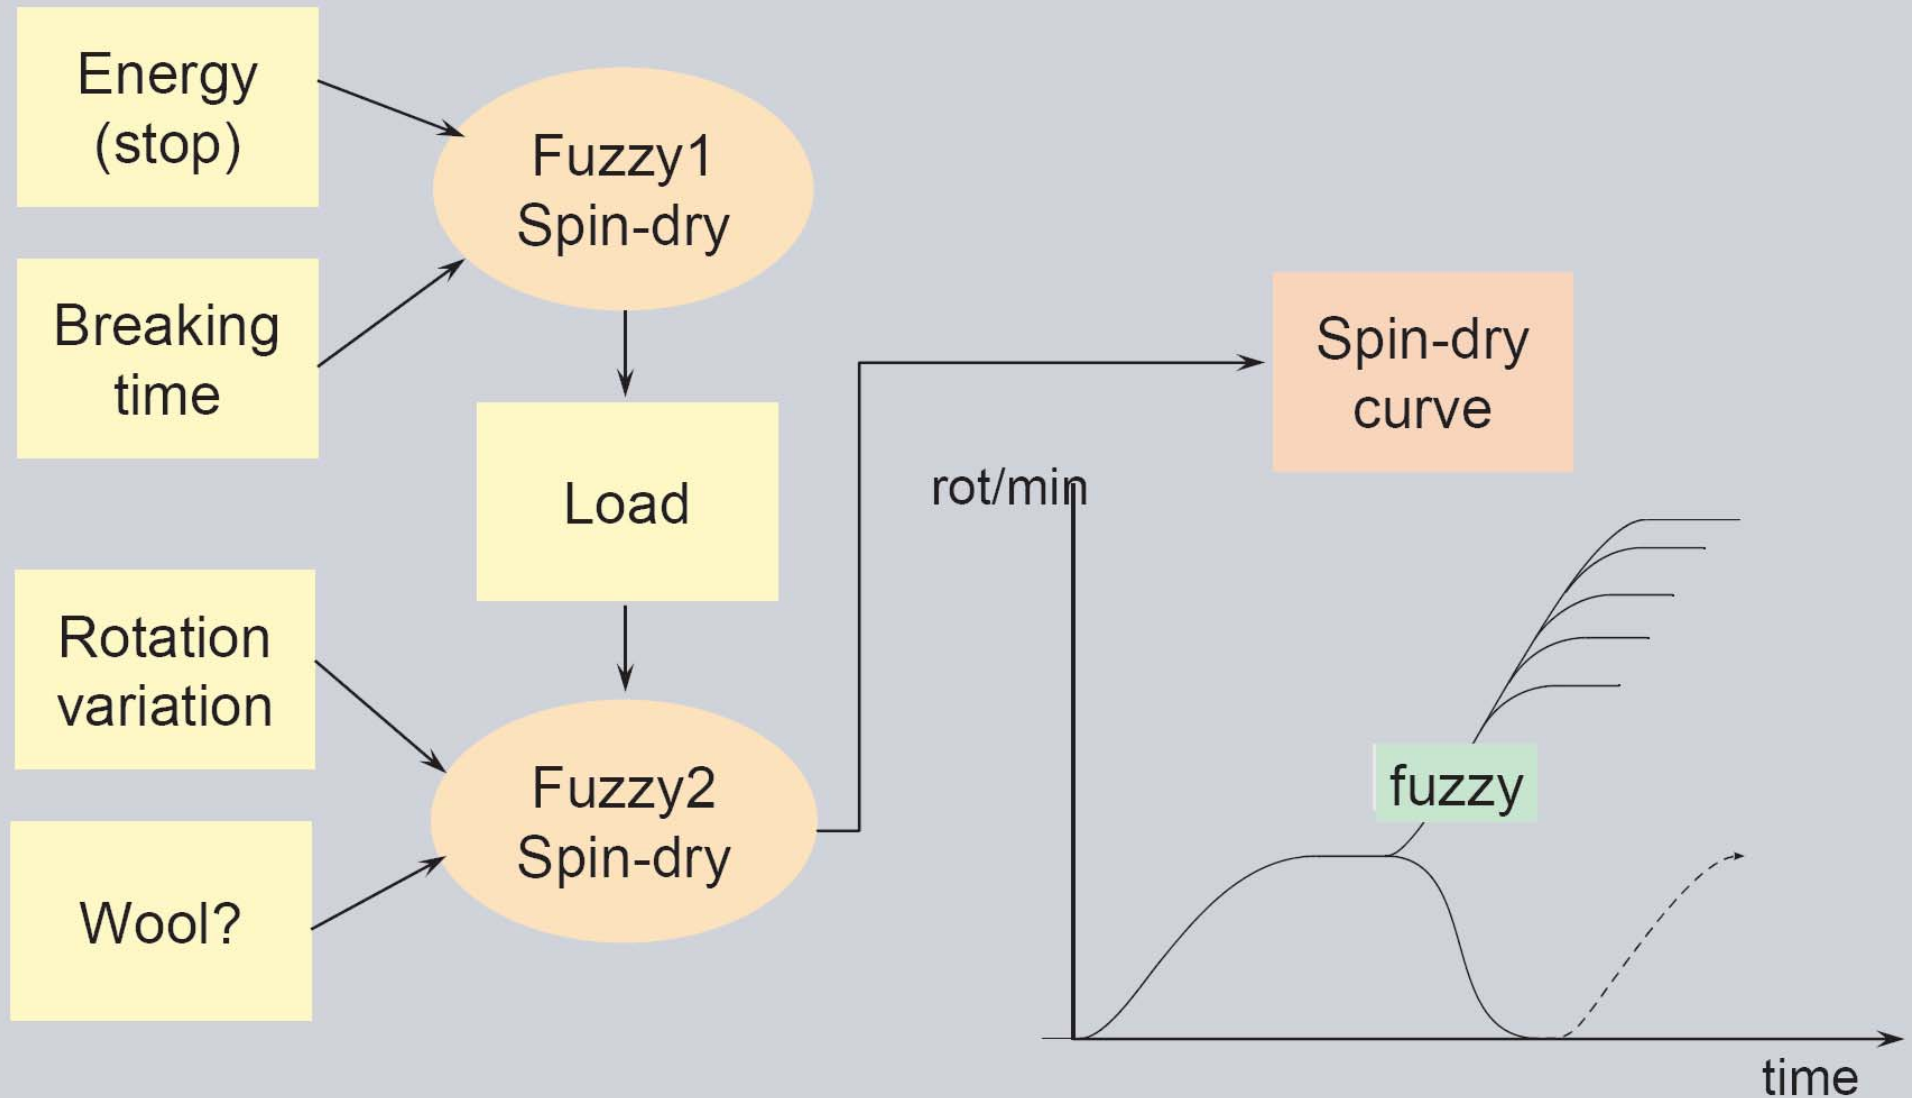 Energy
(stop)
Fuzzy1
Spin-dry
Breaking
time
Spin-dry
curve
Load
rot/min
Rotation
variation
fuzzy
Fuzzy2
Spin-dry
Wool?
time